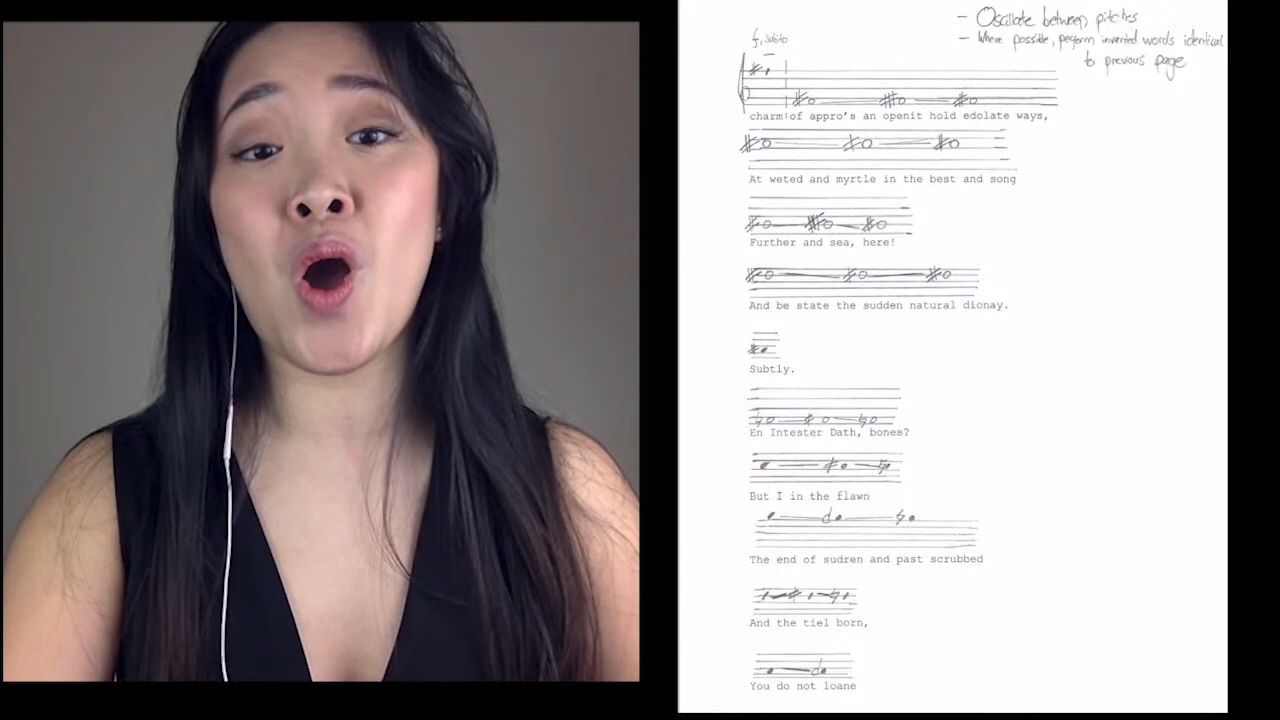 - Oscillate between pitches
f, subito
- Where possible, perform invented words identical
to previous page
charm of appro's an openit hold edolate ways,
At weted and myrtle in the best and song
Further and sea, here!
And be state the sudden natural dionay.
Subtly.
En Intester Dath, bones?
But I in the flawn
The end of sudren and past scrubbed
And the tiel born,
You do not loane